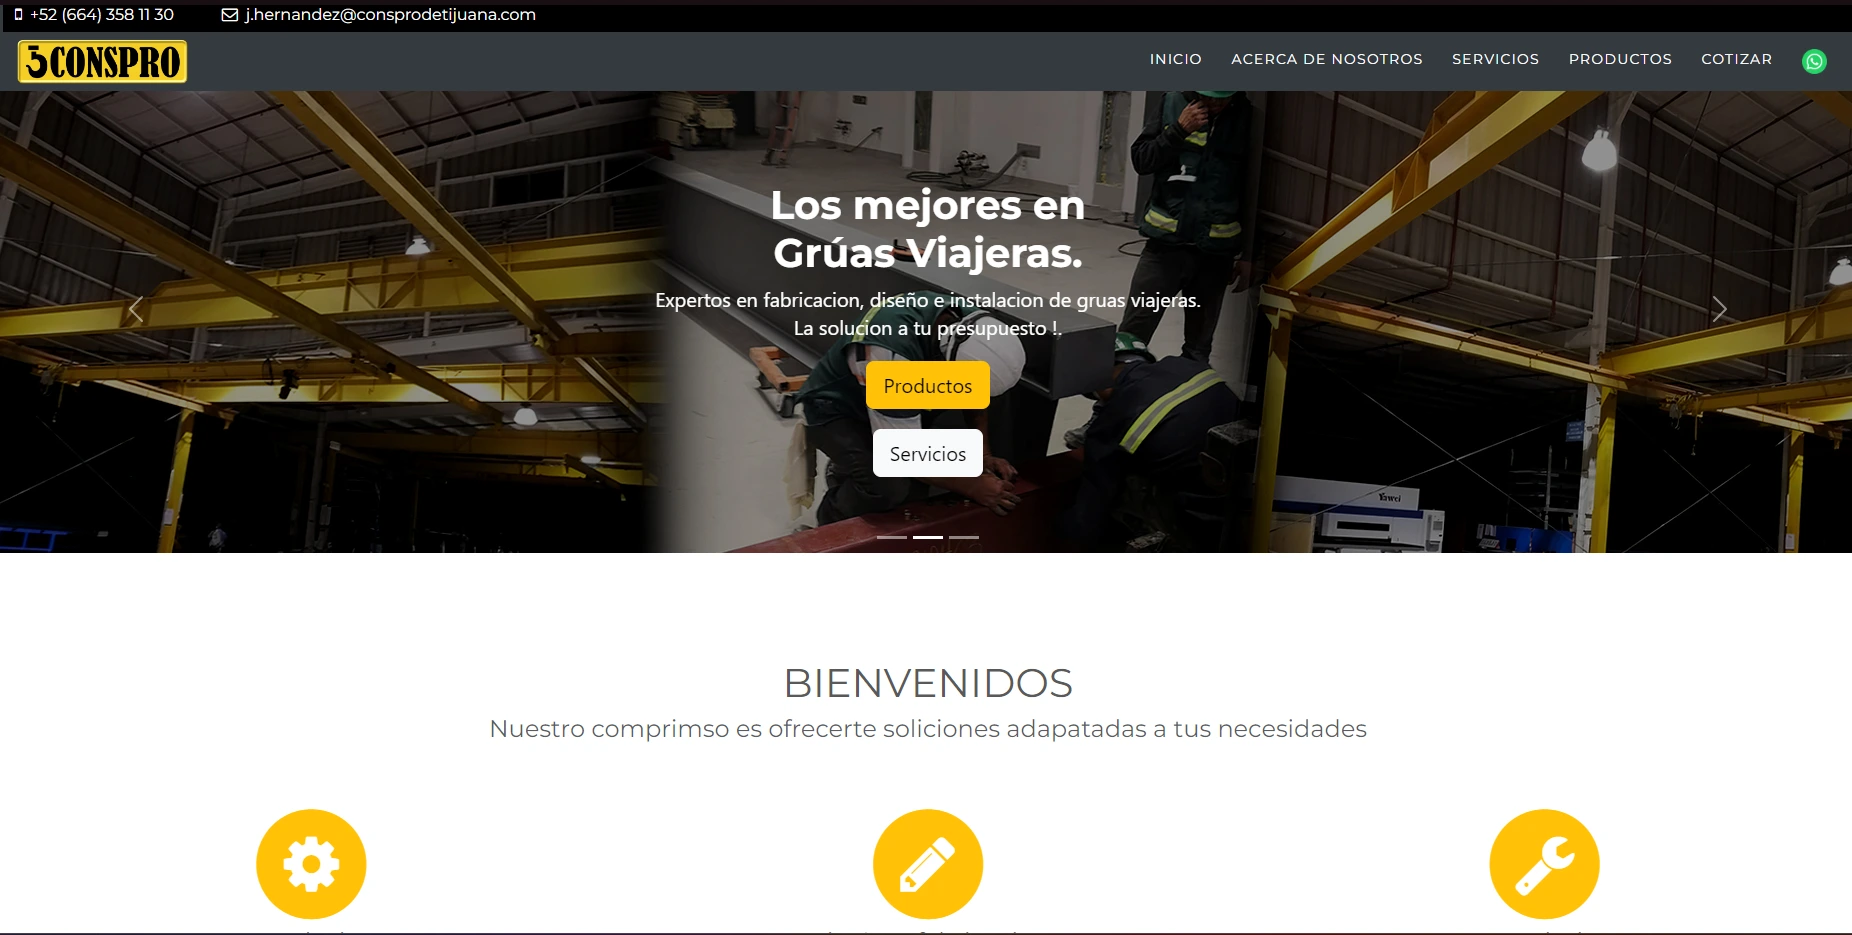 +52 (664) 358 11 30 j.hernandez@consprodetijuana.com
CONSPRO INICIO ACERCA DE NOSOTROS SERVICIOS PRODUCTOS COTIZAR
Los mejores en
Grúas Viajeras.
Expertos en fabricacion, diseño e instalacion de gruas viajeras.
La solucion a tu presupuesto !.
Productos
Servicios
Yawei
BIENVENIDOS
Nuestro comprimso es ofrecerte soliciones adapatadas a tus necesidades